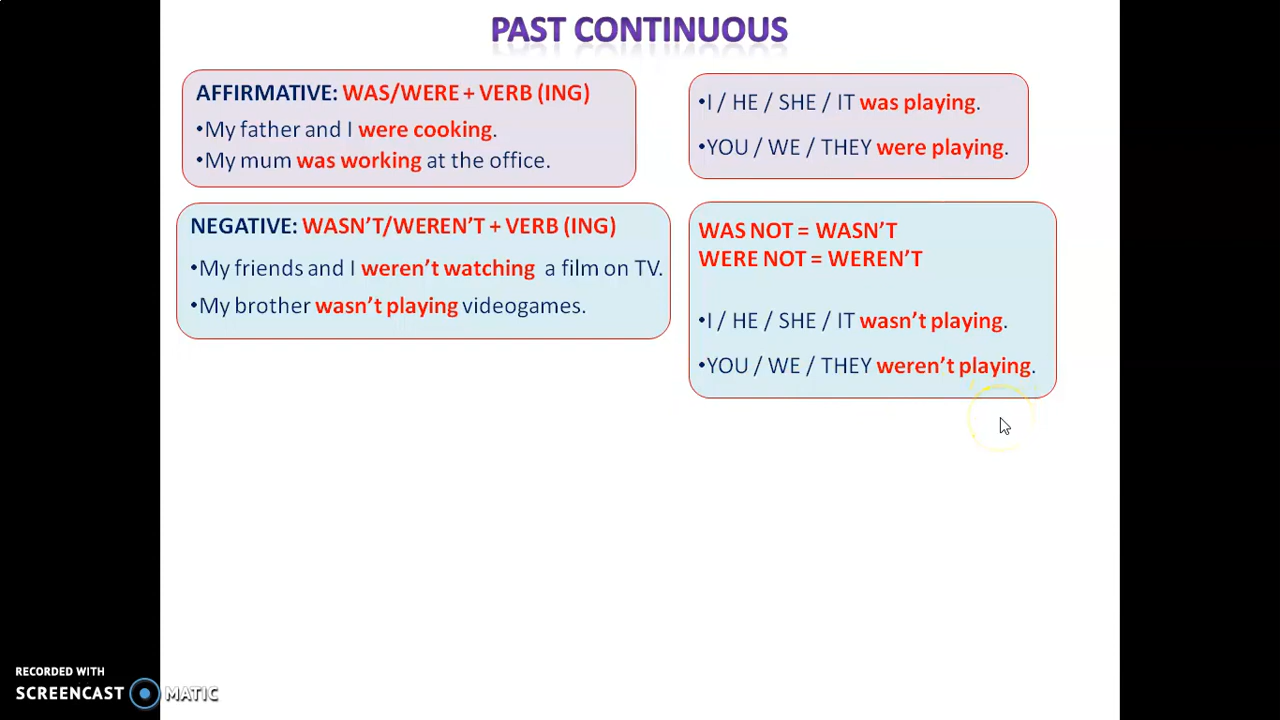 PAST CONTINUOUS
AFFIRMATIVE: WAS/WERE + VERB (ING)
•My father and I were cooking.
•My mum was working at the office.
•I / HE / SHE / IT was playing.
•YOU / WE / THEY were playing.
NEGATIVE: WASN’T/WEREN’T + VERB (ING)
•My friends and I weren’t watching a film on TV.
•My brother wasn’t playing videogames.
WAS NOT = WASN’T
WERE NOT = WEREN’T
•I / HE / SHE / IT wasn’t playing.
•YOU / WE / THEY weren’t playing.
RECORDED WITH
SCREENCAST MATIC